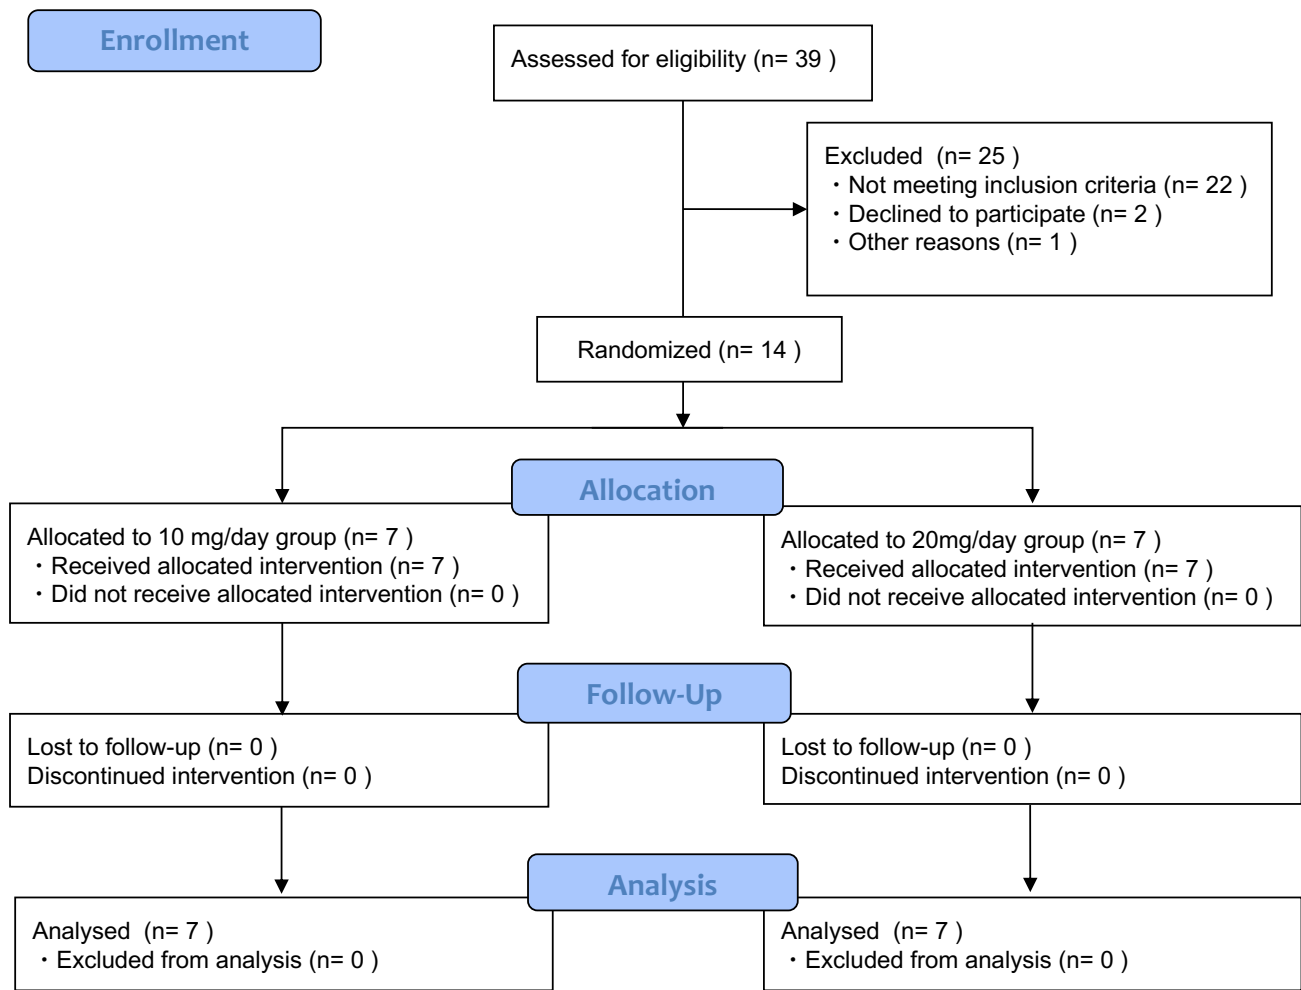 Enrollment
Assessed for eligibility (n= 39 )
Excluded (n= 25 )
・Not meeting inclusion criteria (n= 22 )
・Declined to participate (n= 2 )
・Other reasons (n= 1 )
Randomized (n= 14 )
Allocation
Allocated to 10 mg/day group (n= 7 )
・Received allocated intervention (n= 7 )
・Did not receive allocated intervention (n= 0 )
Allocated to 20mg/day group (n= 7 )
・Received allocated intervention (n= 7 )
・Did not receive allocated intervention (n= 0 )
Follow-Up
Lost to follow-up (n= 0 )
Discontinued intervention (n= 0 )
Lost to follow-up (n= 0 )
Discontinued intervention (n= 0 )
Analysis
Analysed (n= 7 )
・Excluded from analysis (n= 0 )
Analysed (n= 7 )
・Excluded from analysis (n= 0 )